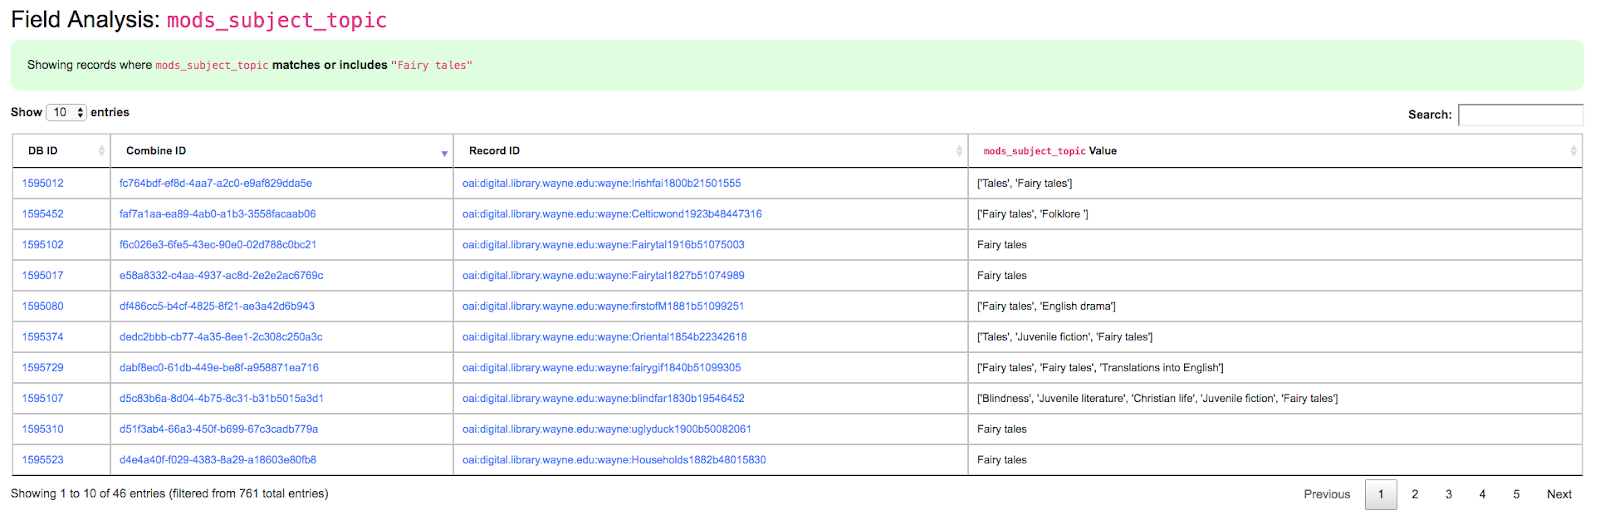 Field Analysis: mods_subject_topic
Showing records where mods_subject_topic matches or includes "Fairy tales"
Show 10 entries Search:
DB ID Combine ID Record ID mods_subject_topic Value
1595012 fc764bdf-ef8d-4aa7-a2c0-e9af829dda5e oai:digital.library.wayne.edu:wayne:Irishfai1800b21501555 ['Tales', 'Fairy tales']
1595452 faf7a1aa-ea89-4ab0-a1b3-3558facaab06 oai:digital.library.wayne.edu:wayne:Celticwond1923b48447316 ['Fairy tales', 'Folklore ']
1595102 f6c026e3-6fe5-43ec-90e0-02d788c0bc21 oai:digital.library.wayne.edu:wayne:Fairytal1916b51075003 Fairy tales
1595017 e58a8332-c4aa-4937-ac8d-2e2e2ac6769c oai:digital.library.wayne.edu:wayne:Fairytal1827b51074989 Fairy tales
1595080 df486cc5-b4cf-4825-8f21-ae3a42d6b943 oai:digital.library.wayne.edu:wayne:firstofM1881b51099251 ['Fairy tales', 'English drama']
1595374 dedc2bbb-cb77-4a35-8ee1-2c308c250a3c oai:digital.library.wayne.edu:wayne:Oriental1854b22342618 ['Tales', 'Juvenile fiction', 'Fairy tales']
1595729 dabf8ec0-61db-449e-be8f-a958871ea716 oai:digital.library.wayne.edu:wayne:fairygif1840b51099305 ['Fairy tales', 'Fairy tales', 'Translations into English']
1595107 d5c83b6a-8d04-4b75-8c31-b31b5015a3d1 oai:digital.library.wayne.edu:wayne:blindfar1830b19546452 ['Blindness', 'Juvenile literature', 'Christian life', 'Juvenile fiction', 'Fairy tales']
1595310 d51f3ab4-66a3-450f-b699-67c3cadb779a oai:digital.library.wayne.edu:wayne:uglyduck1900b50082061 Fairy tales
1595523 d4e4a40f-f029-4383-8a29-a18603e80fb8 oai:digital.library.wayne.edu:wayne:Households1882b48015830 Fairy tales
Showing 1 to 10 of 46 entries (filtered from 761 total entries) Previous 1 2 3 4 5 Next